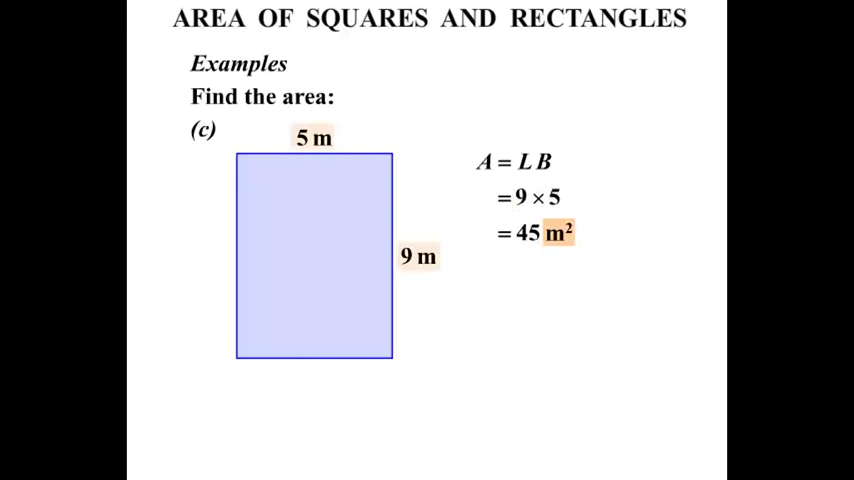 AREA OF SQUARES AND RECTANGLES
Examples
Find the area:
(c)
5 m
9 m
A = L B
= 9 × 5
= 45 m²